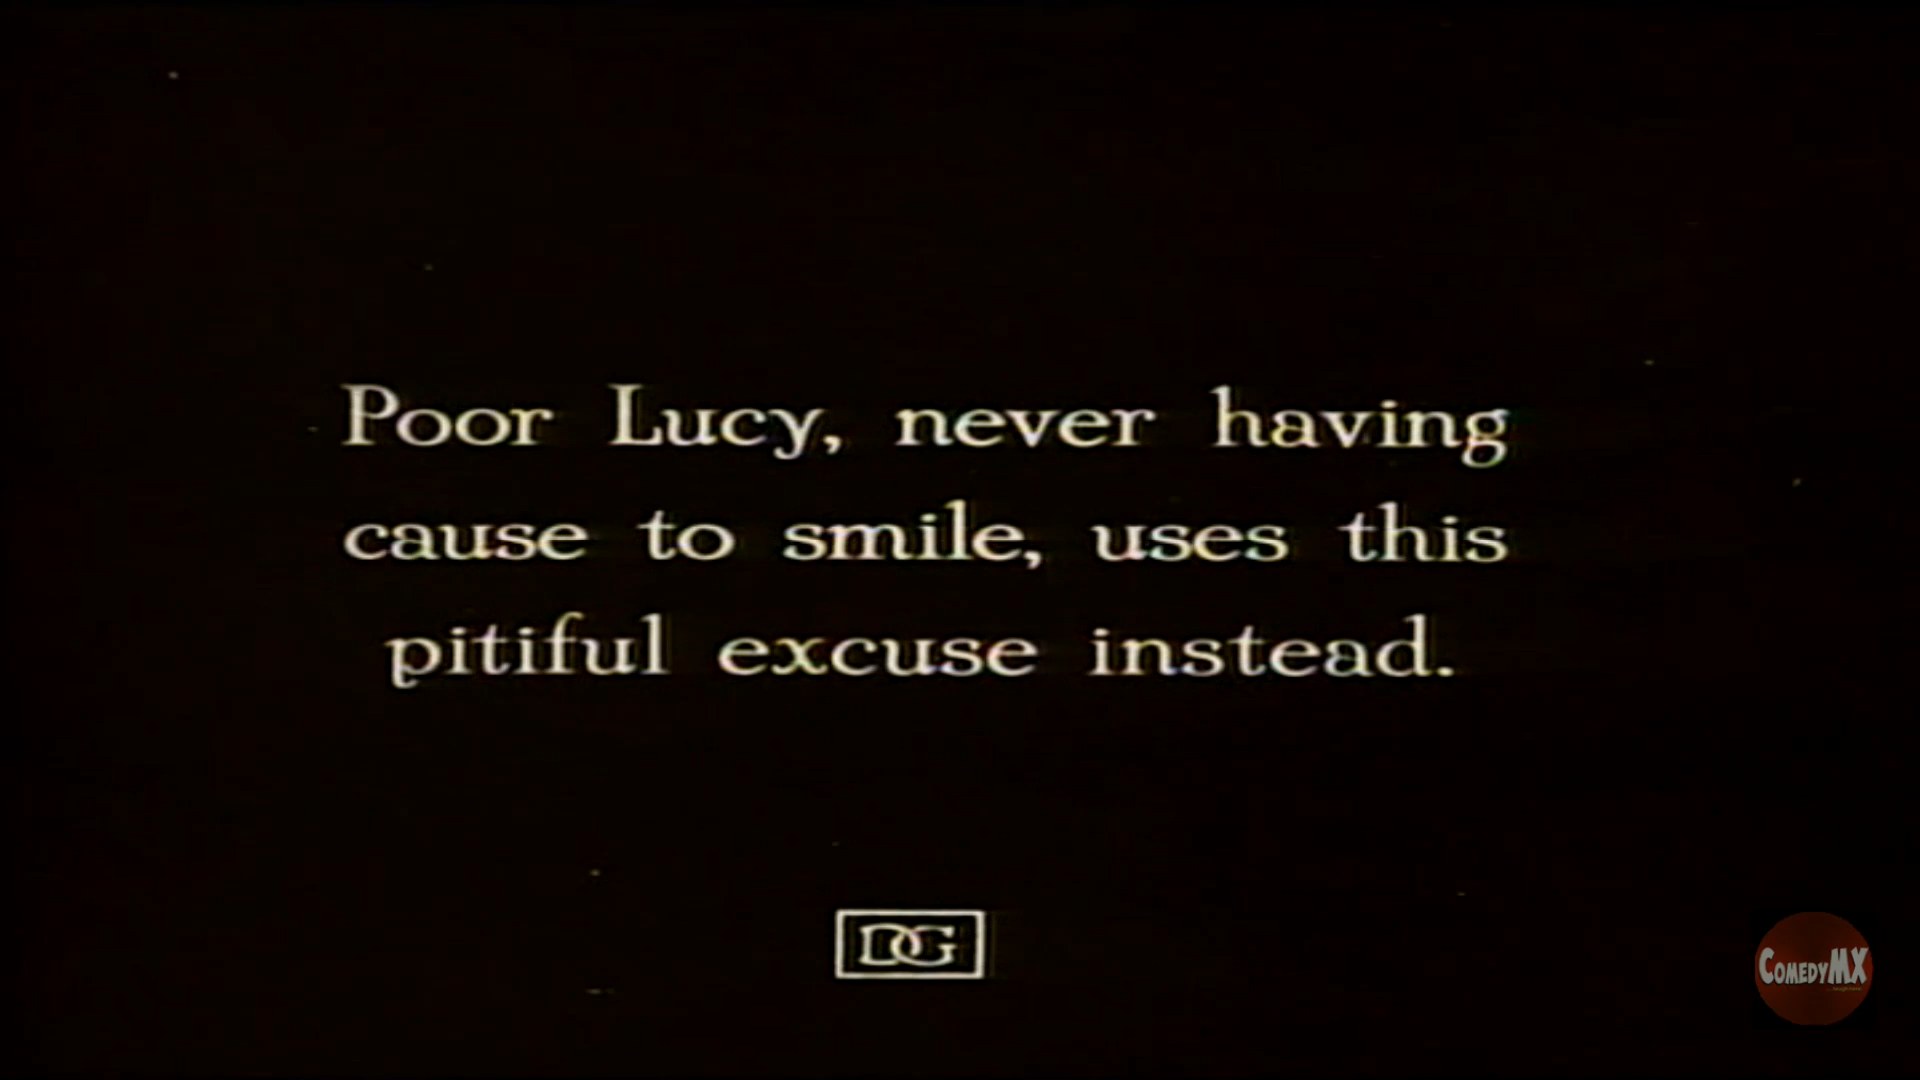 Poor Lucy, never having
cause to smile, uses this
pitiful excuse instead.
DG
COMEDYMX